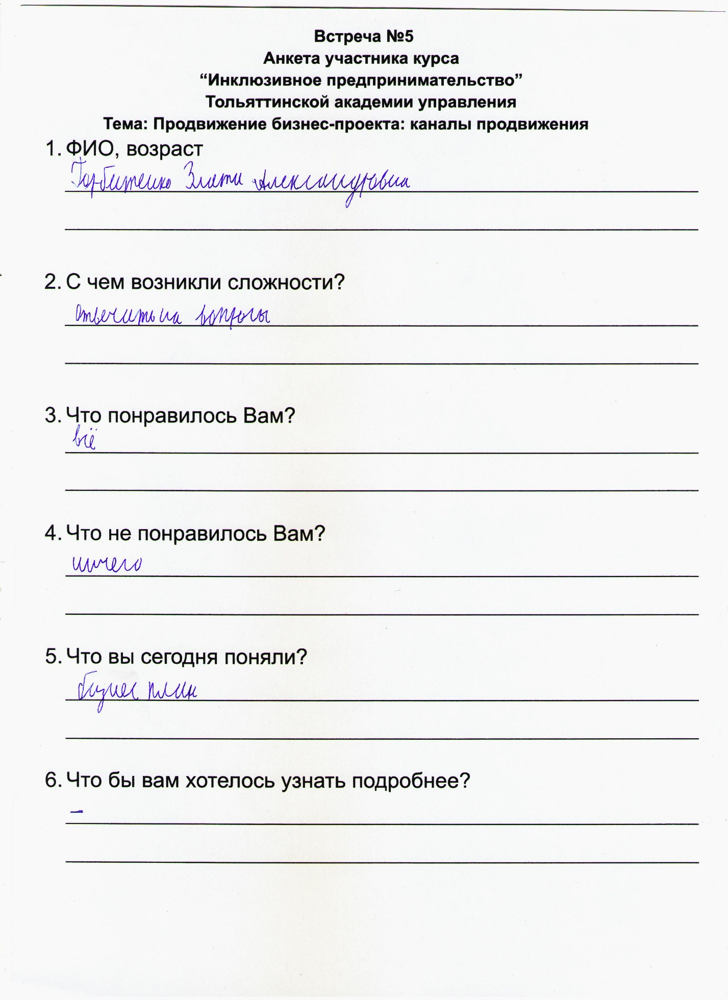 Встреча №5
Анкета участника курса
“Инклюзивное предпринимательство”
Тольяттинской академии управления
Тема: Продвижение бизнес-проекта: каналы продвижения
1. ФИО, возраст
Злата Александровна
2. С чем возникли сложности?
отвечать на вопросы
3. Что понравилось Вам?
всё
4. Что не понравилось Вам?
ничего
5. Что вы сегодня поняли?
бизнес план
6. Что бы вам хотелось узнать подробнее?
–